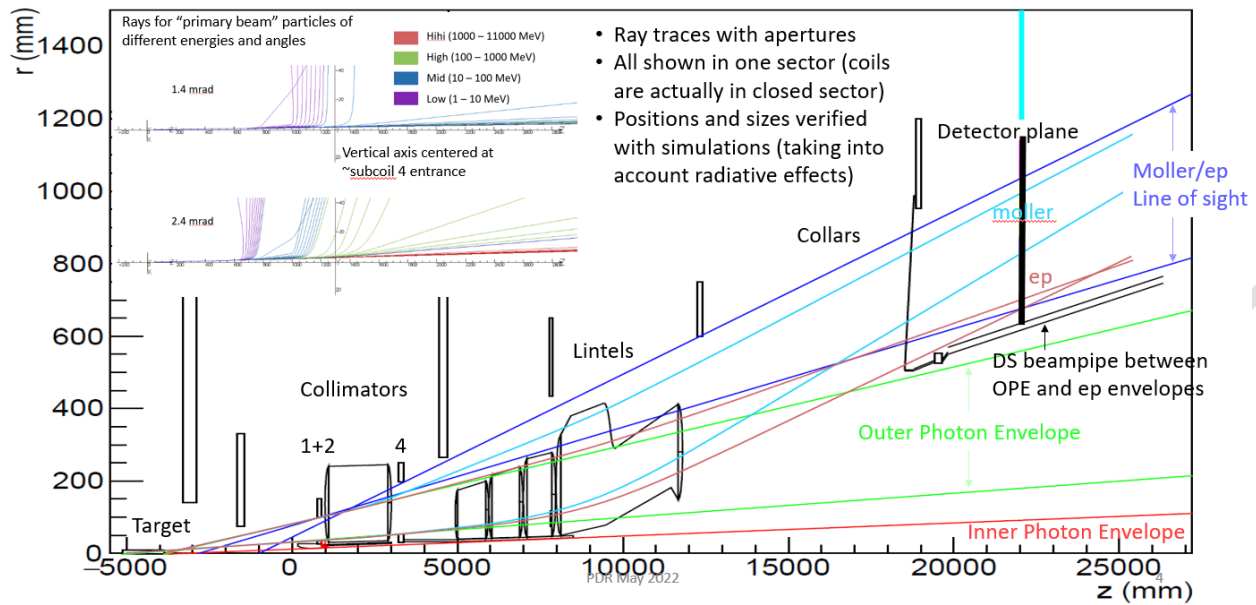 r (mm)
1400
1200
1000
800
600
400
200
0
Rays for “primary beam” particles of
different energies and angles
Hihi (1000 – 11000 MeV)
High (100 – 1000 MeV)
Mid (10 – 100 MeV)
Low (1 – 10 MeV)
1.4 mrad
Vertical axis centered at
~subcoil 4 entrance
2.4 mrad
• Ray traces with apertures
• All shown in one sector (coils
are actually in closed sector)
• Positions and sizes verified
with simulations (taking into
account radiative effects)
Detector plane
Moller/ep
Line of sight
moller
Collars
ep
Lintels
DS beampipe between
OPE and ep envelopes
Collimators
1+2
4
Outer Photon Envelope
Target
Inner Photon Envelope
−5000
0
5000
10000
15000
20000
25000
z (mm)
PDR May 2022
4